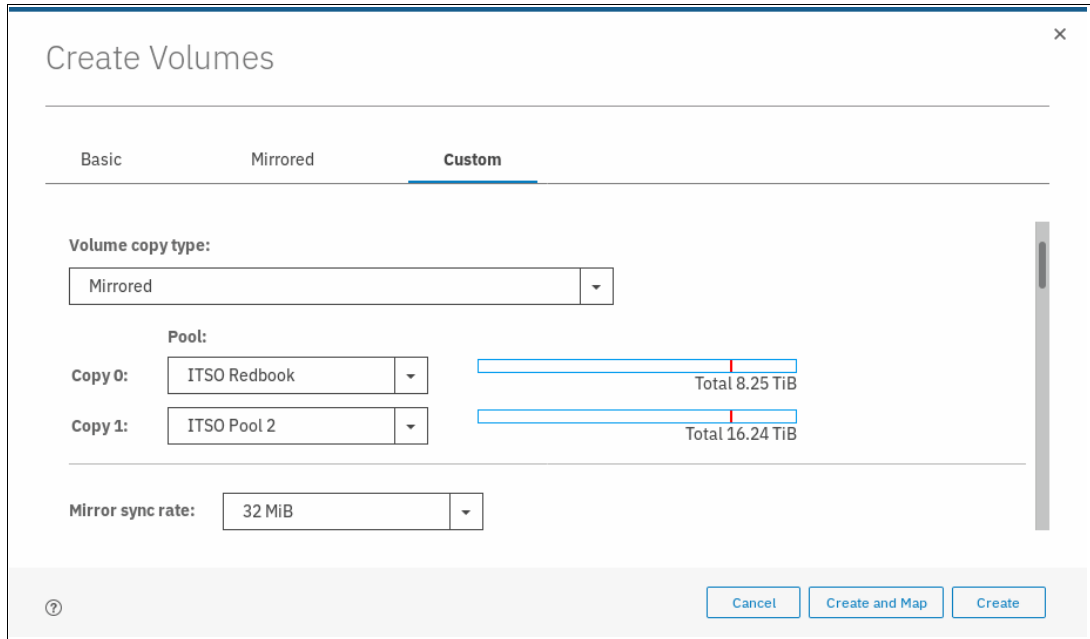 Create Volumes
Basic Mirrored Custom
Volume copy type:
Mirrored
Pool:
Copy 0: ITSO Redbook
Total 8.25 TiB
Copy 1: ITSO Pool 2
Total 16.24 TiB
Mirror sync rate: 32 MiB
? Cancel Create and Map Create